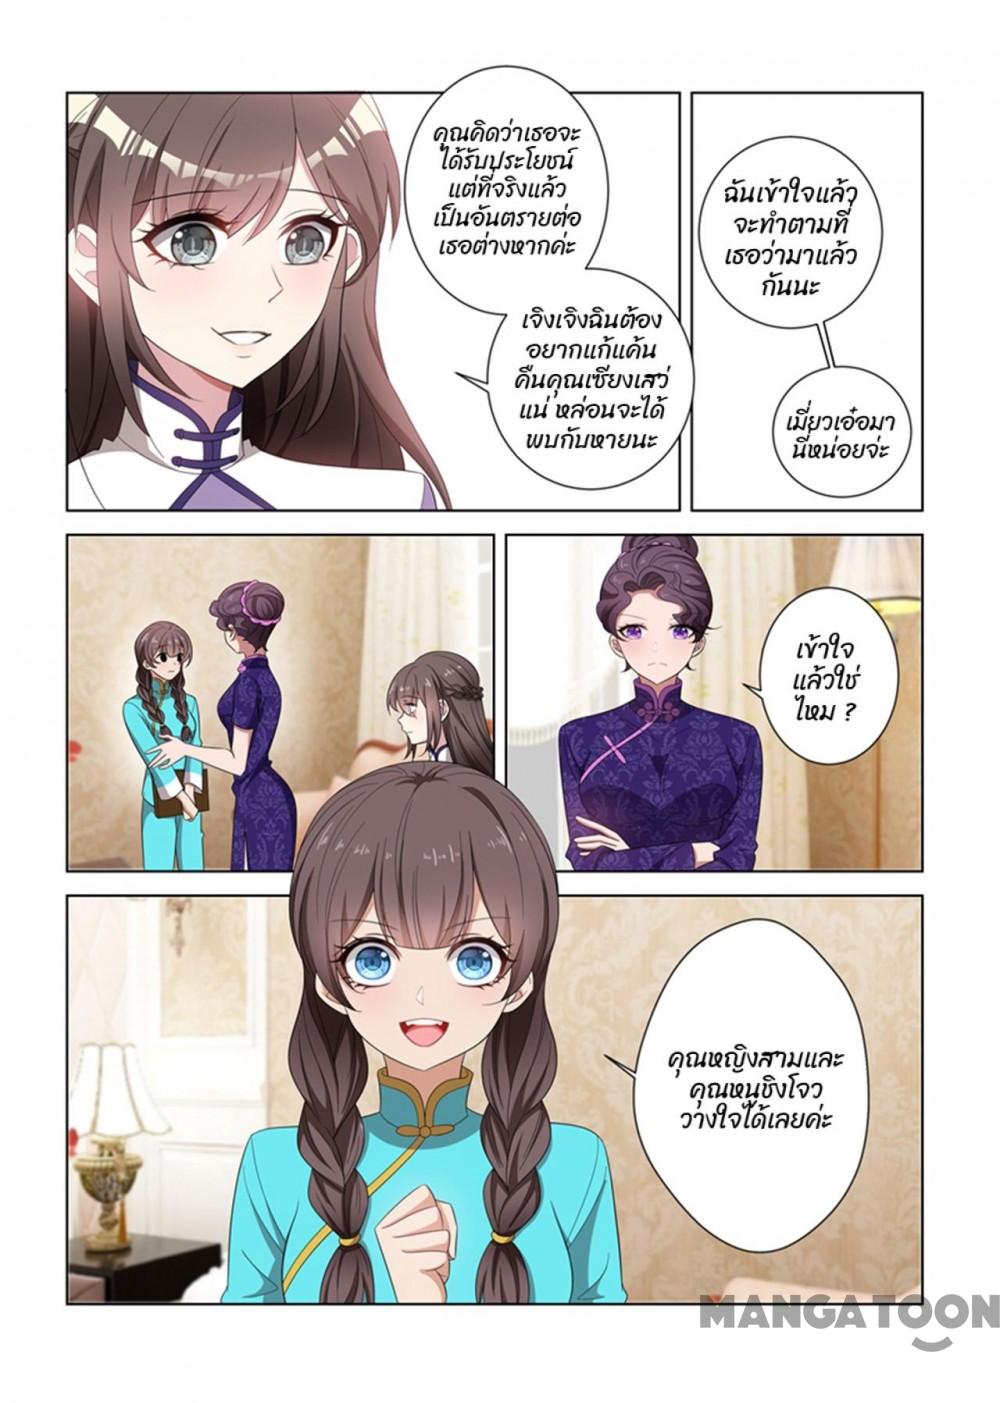 คุณคิดว่าเธอจะ
ได้รับประโยชน์
แต่ที่จริงแล้ว
เป็นอันตรายต่อ
เธอต่างหากค่ะ
เจิงเจิงฉินต้อง
อยากแก้แค้น
คืนคุณเซียงเสว่
แน่ หล่อนจะได้
พบกับหายนะ
ฉันเข้าใจแล้ว
จะทำตามที่
เธอว่ามาแล้ว
กันนะ
เมี่ยวเอ๋อมา
นี่หน่อยจ่ะ
เข้าใจ
แล้วใช่
ไหม ?
คุณหญิงสามและ
คุณหนูชิงโจว
วางใจได้เลยค่ะ
MANGATOON